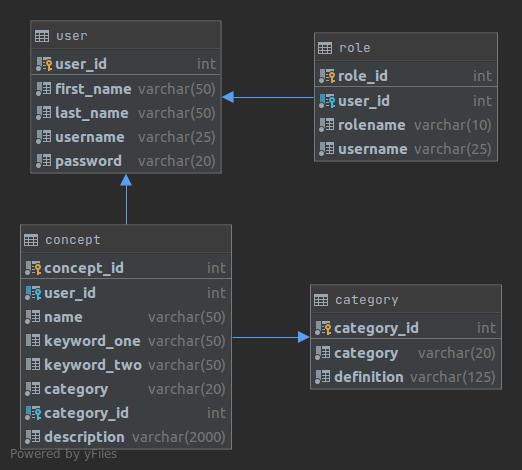 user
user_id int
first_name varchar(50)
last_name varchar(50)
username varchar(25)
password varchar(20)
role
role_id int
user_id int
rolename varchar(10)
username varchar(25)
concept
concept_id int
user_id int
name varchar(50)
keyword_one varchar(50)
keyword_two varchar(50)
category varchar(20)
category_id int
description varchar(2000)
category
category_id int
category varchar(20)
definition varchar(125)
Powered by yFiles